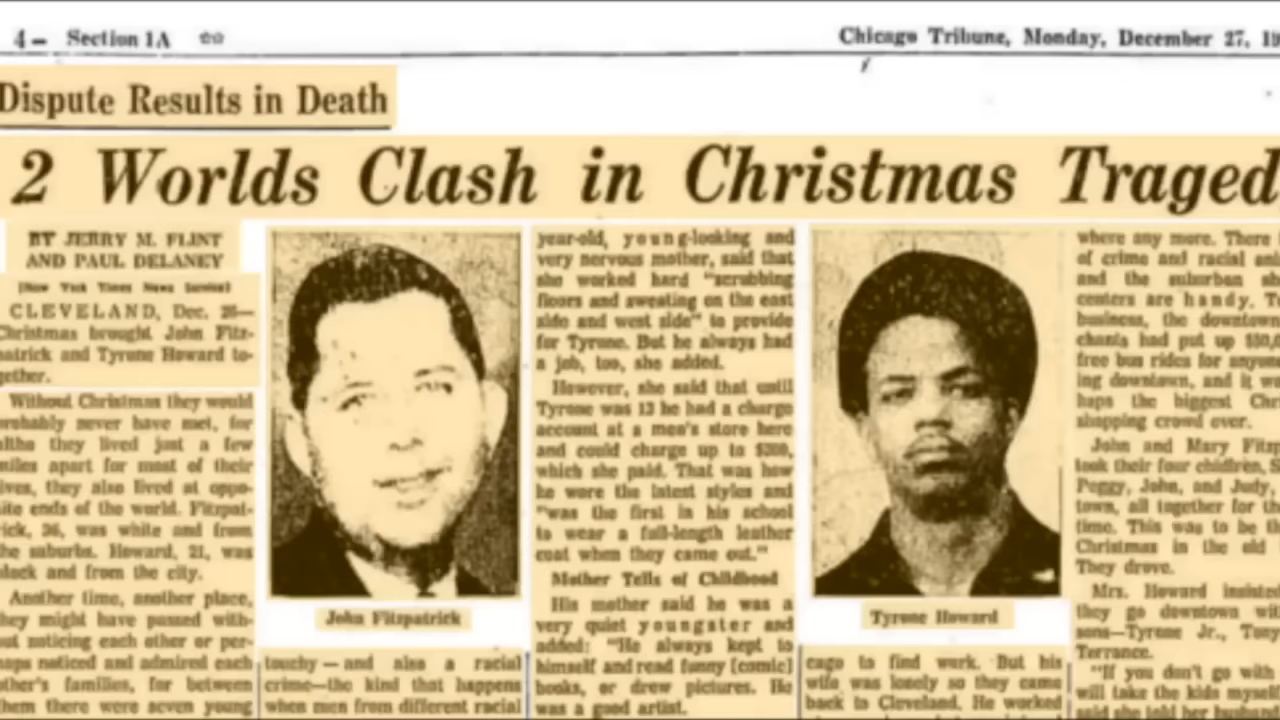 4— Section 1A
Chicago Tribune, Monday, December 27, 19
Dispute Results in Death
2 Worlds Clash in Christmas Traged
BY JERRY M. FLINT
AND PAUL DELANEY
[New York Times News Service]
CLEVELAND, Dec. 26—
Christmas brought John Fitz-
patrick and Tyrone Howard to-
gether.
Without Christmas they would
probably never have met, for
altho they lived just a few
miles apart for most of their
lives, they also lived at oppo-
site ends of the world. Fitzpat-
rick, 36, was white and from
the suburbs. Howard, 21, was
black and from the city.
Another time, another place,
they might have passed with-
out noticing each other or per-
haps noticed and admired each
other's families, for between
them there were seven young
John Fitzpatrick
touchy—and also a racial
crime—the kind that happens
when men from different racial
year-old, young-looking and
very nervous mother, said that
she worked hard "scrubbing
floors and sweating on the east
side and west side" to provide
for Tyrone. But he always had
a job, too, she added.
However, she said that until
Tyrone was 13 he had a charge
account at a men's store here
and could charge up to $200,
which she paid. That was how
he wore the latest styles and
"was the first in his school
to wear a full-length leather
coat when they came out."
Mother Tells of Childhood
His mother said he was a
very quiet youngster and
added: "He always kept to
himself and read funny [comic]
books, or drew pictures. He
was a good artist.
Tyrone Howard
cago to find work. But his
wife was lonely so they came
back to Cleveland. He worked
where any more. There
of crime and racial
and the suburban
centers are handy.
business, the downtown
had put up
free bus rides for
ing downtown, and it
haps the biggest
shopping crowd ever.
John and Mary
took their four children,
Peggy, John, and Judy,
town, all together for
time. This was to be
Christmas in the old
They drove.
Mrs. Howard insisted
they go downtown
sons—Tyrone Jr., Tony
Terrance.
"If you don't go with
will take the kids
said she told her